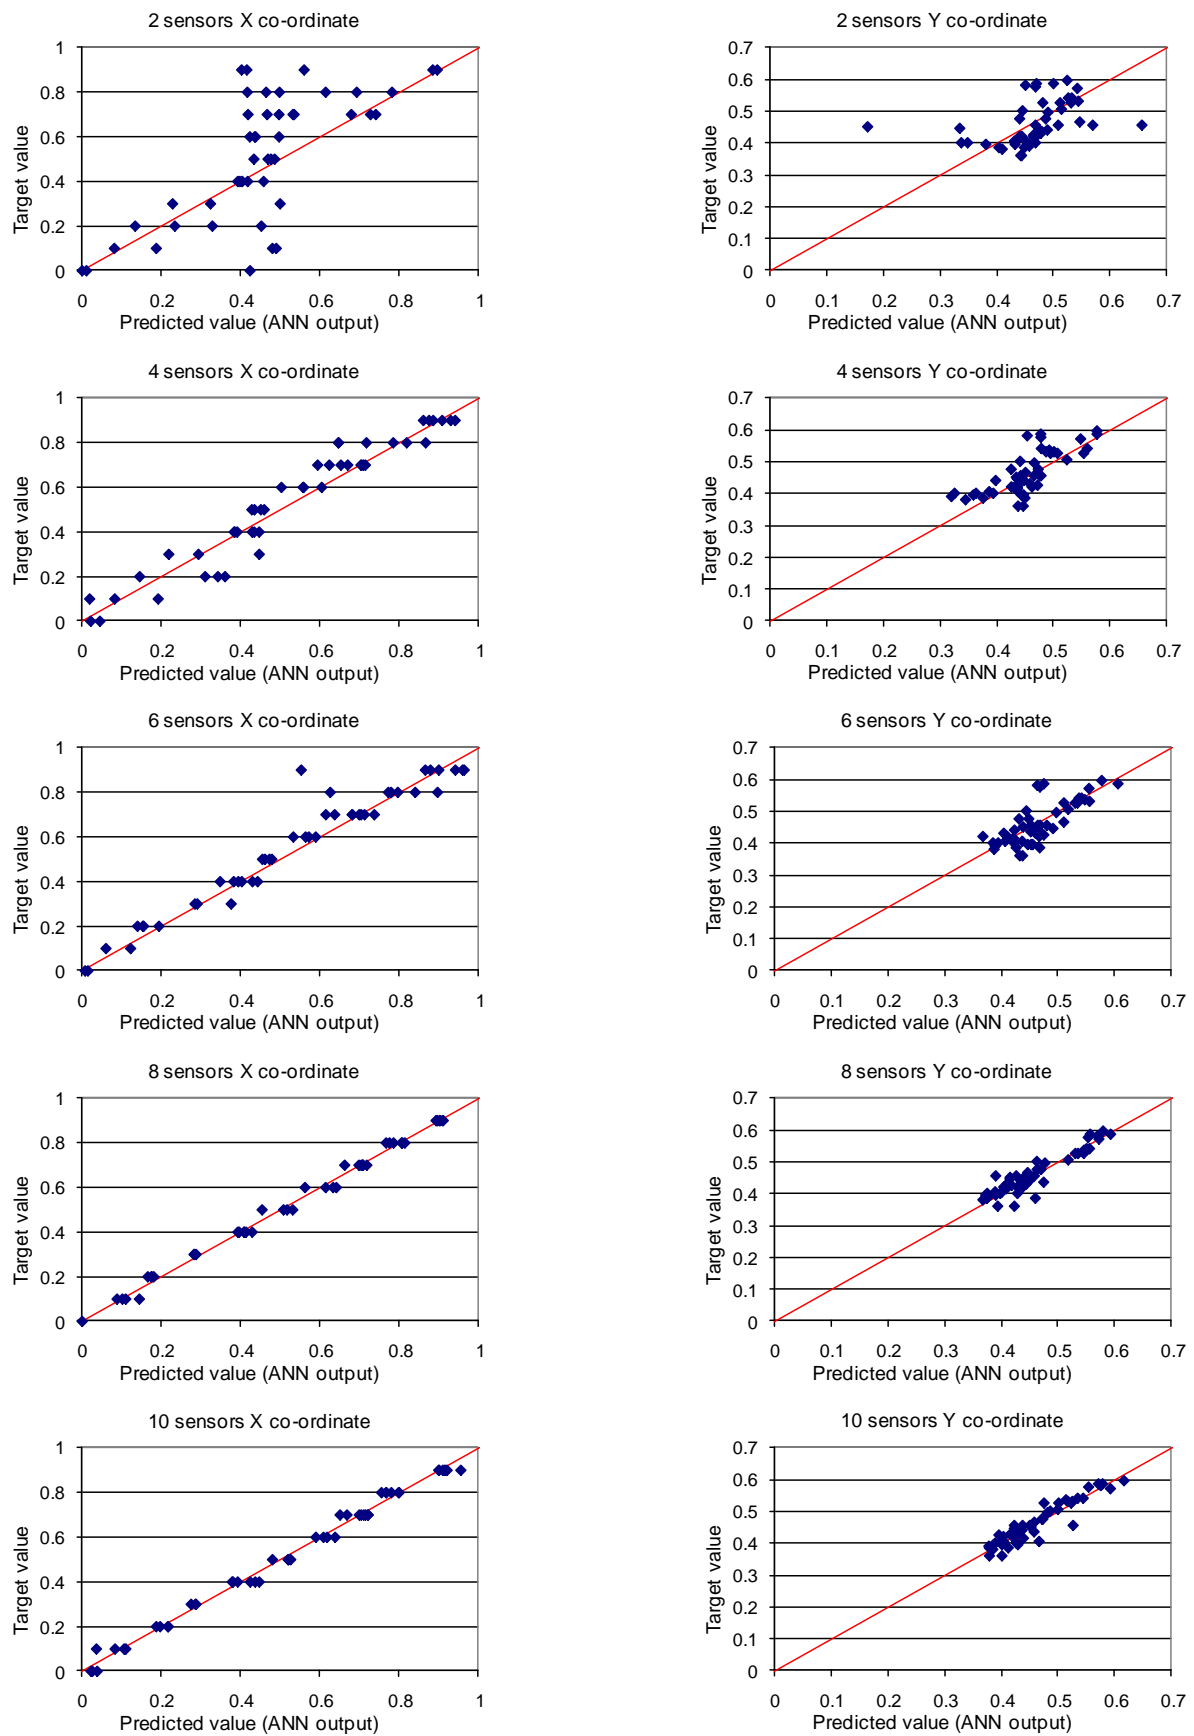 2 sensors X co-ordinate
1
0.8
0.6
0.4
0.2
0
0 0.2 0.4 0.6 0.8 1
Target value
Predicted value (ANN output)
2 sensors Y co-ordinate
0.7
0.6
0.5
0.4
0.3
0.2
0.1
0
0 0.1 0.2 0.3 0.4 0.5 0.6 0.7
Target value
Predicted value (ANN output)
4 sensors X co-ordinate
1
0.8
0.6
0.4
0.2
0
0 0.2 0.4 0.6 0.8 1
Target value
Predicted value (ANN output)
4 sensors Y co-ordinate
0.7
0.6
0.5
0.4
0.3
0.2
0.1
0
0 0.1 0.2 0.3 0.4 0.5 0.6 0.7
Target value
Predicted value (ANN output)
6 sensors X co-ordinate
1
0.8
0.6
0.4
0.2
0
0 0.2 0.4 0.6 0.8 1
Target value
Predicted value (ANN output)
6 sensors Y co-ordinate
0.7
0.6
0.5
0.4
0.3
0.2
0.1
0
0 0.1 0.2 0.3 0.4 0.5 0.6 0.7
Target value
Predicted value (ANN output)
8 sensors X co-ordinate
1
0.8
0.6
0.4
0.2
0
0 0.2 0.4 0.6 0.8 1
Target value
Predicted value (ANN output)
8 sensors Y co-ordinate
0.7
0.6
0.5
0.4
0.3
0.2
0.1
0
0 0.1 0.2 0.3 0.4 0.5 0.6 0.7
Target value
Predicted value (ANN output)
10 sensors X co-ordinate
1
0.8
0.6
0.4
0.2
0
0 0.2 0.4 0.6 0.8 1
Target value
Predicted value (ANN output)
10 sensors Y co-ordinate
0.7
0.6
0.5
0.4
0.3
0.2
0.1
0
0 0.1 0.2 0.3 0.4 0.5 0.6 0.7
Target value
Predicted value (ANN output)